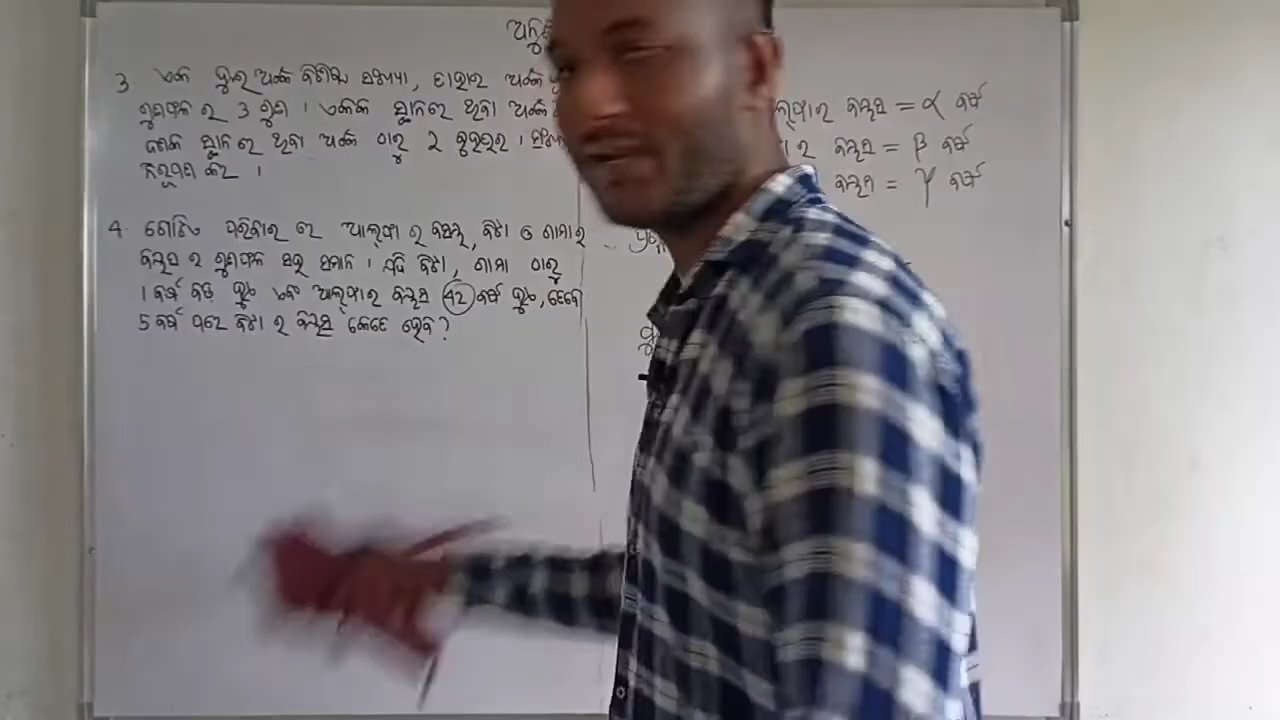 3 ଏକ ଦୁଇ ଅଙ୍କ ବିଶିଷ୍ଟ ସଂଖ୍ୟା, ତାହାର ଅଙ୍କ
ଗୁଣଫଳ ର 3 ଗୁଣ । ଏକକ ସ୍ଥାନରେ ଥିବା ଅଙ୍କ
ଦଶକ ସ୍ଥାନ ରେ ଥିବା ଅଙ୍କ ଠାରୁ ୨ ବୃହତ୍ତର ।
ନିରୂପଣ କର ।
4. ଗୋଟିଏ ପରିବାର ରେ ଆଲ୍ଫା ର ବୟସ, ବିଟା ଓ ଗାମାର
ବୟସ ର ଗୁଣଫଳ ସହ ସମାନ । ଯଦି ବିଟା, ଗାମା ଠାରୁ
1 ବର୍ଷ ବଡ଼ ହୁଏ ଏବଂ ଆଲ୍ଫାର ବୟସ 42 ବର୍ଷ ହୁଏ, ତେବେ
5 ବର୍ଷ ପରେ ବିଟା ର ବୟସ କେତେ ହେବ ?
ବୟସ = α ବର୍ଷ
ର ବୟସ = β ବର୍ଷ
ବୟସ = γ ବର୍ଷ